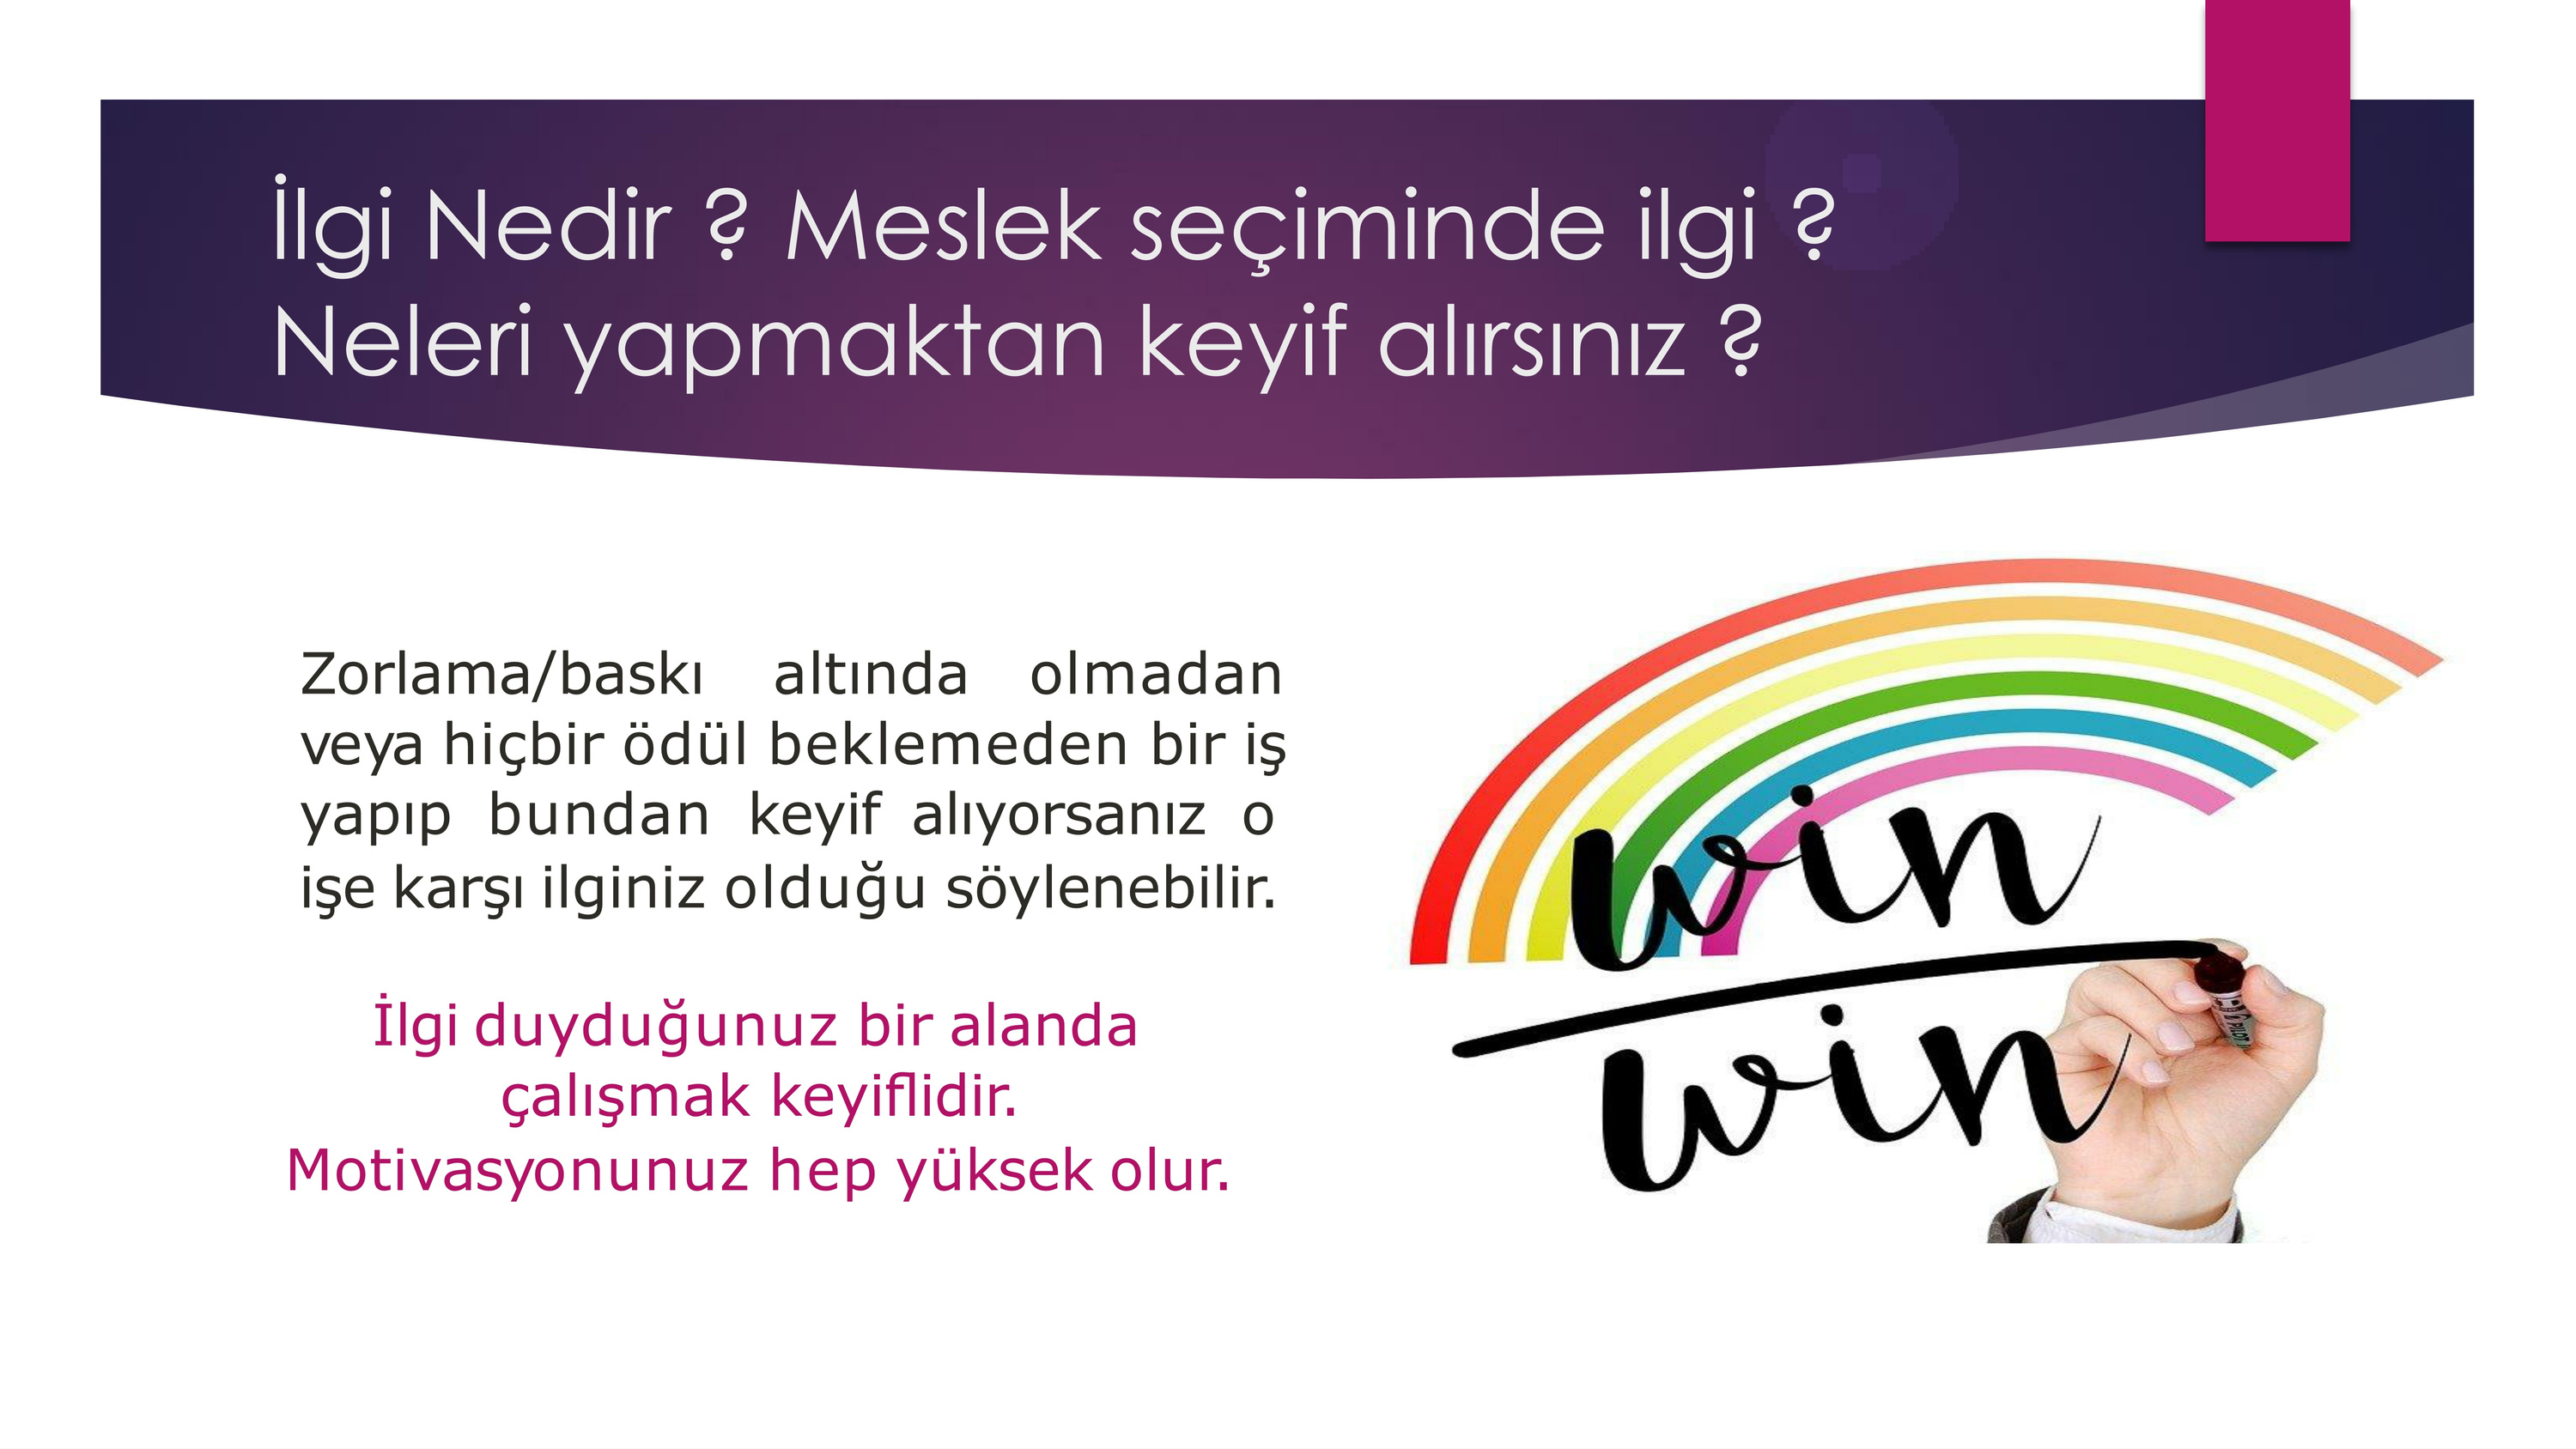 İlgi Nedir ? Meslek seçiminde ilgi ?
Neleri yapmaktan keyif alırsınız ?
Zorlama/baskı altında olmadan
veya hiçbir ödül beklemeden bir iş
yapıp bundan keyif alıyorsanız o
işe karşı ilginiz olduğu söylenebilir.
İlgi duyduğunuz bir alanda
çalışmak keyiflidir.
Motivasyonunuz hep yüksek olur.
win
win